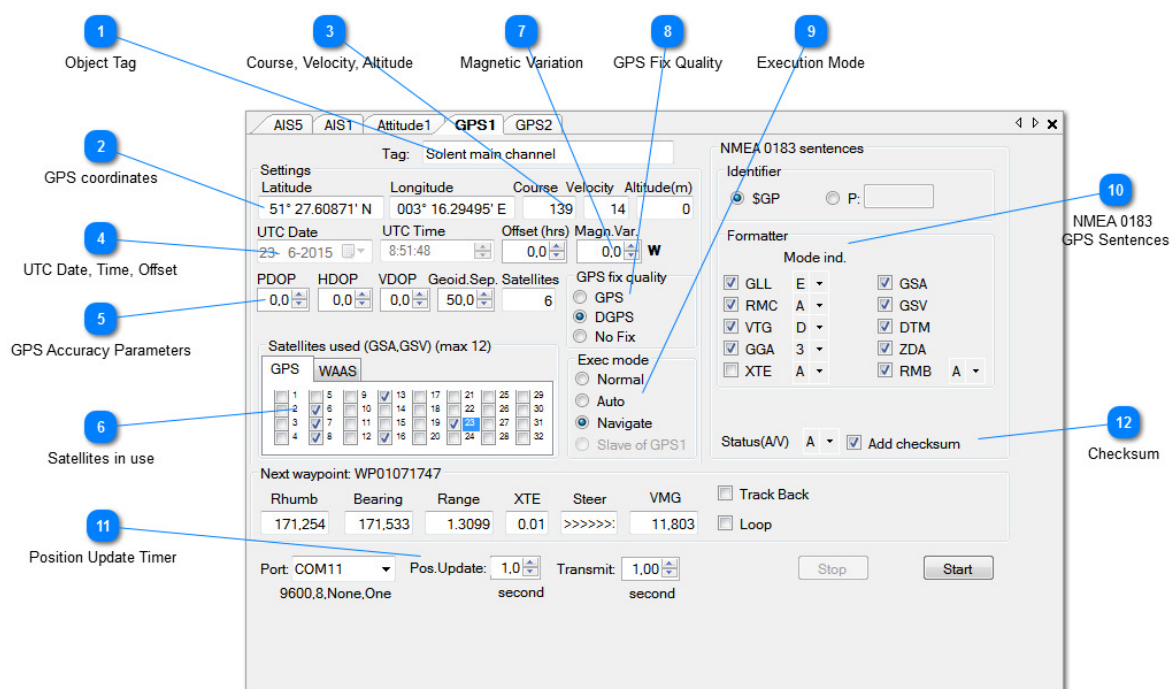 1 3 7 8 9
Object Tag Course, Velocity, Altitude Magnetic Variation GPS Fix Quality Execution Mode
AIS5 AIS1 Attitude1 GPS1 GPS2
2
GPS coordinates
Tag: Solent main channel
Settings
Latitude Longitude Course Velocity Altitude(m)
51° 27.60871' N 003° 16.29495' E 139 14 0
UTC Date UTC Time Offset (hrs) Magn.Var.
23- 6-2015 8:51:48 0,0 0,0 W
4
UTC Date, Time, Offset
PDOP HDOP VDOP Geoid.Sep. Satellites
0,0 0,0 0,0 50,0 6
5
GPS Accuracy Parameters
GPS fix quality
GPS
DGPS
No Fix
Satellites used (GSA,GSV) (max 12)
GPS WAAS
1 5 9 13 17 21 25 29
2 6 10 14 18 22 26 30
3 7 11 15 19 23 27 31
4 8 12 16 20 24 28 32
6
Satellites in use
Exec mode
Normal
Auto
Navigate
Slave of GPS1
NMEA 0183 sentences
Identifier
$GP P:
Formatter
Mode ind.
GLL E GSA
RMC A GSV
VTG D DTM
GGA 3 ZDA
XTE A RMB A
Status(A/V) A Add checksum
10
NMEA 0183
GPS Sentences
12
Checksum
Next waypoint: WP01071747
Rhumb Bearing Range XTE Steer VMG
171,254 171,533 1.3099 0.01 >>>>>>: 11,803
Track Back
Loop
11
Position Update Timer
Port: COM11 Pos.Update: 1,0 Transmit: 1,00 Stop Start
9600,8,None,One second second